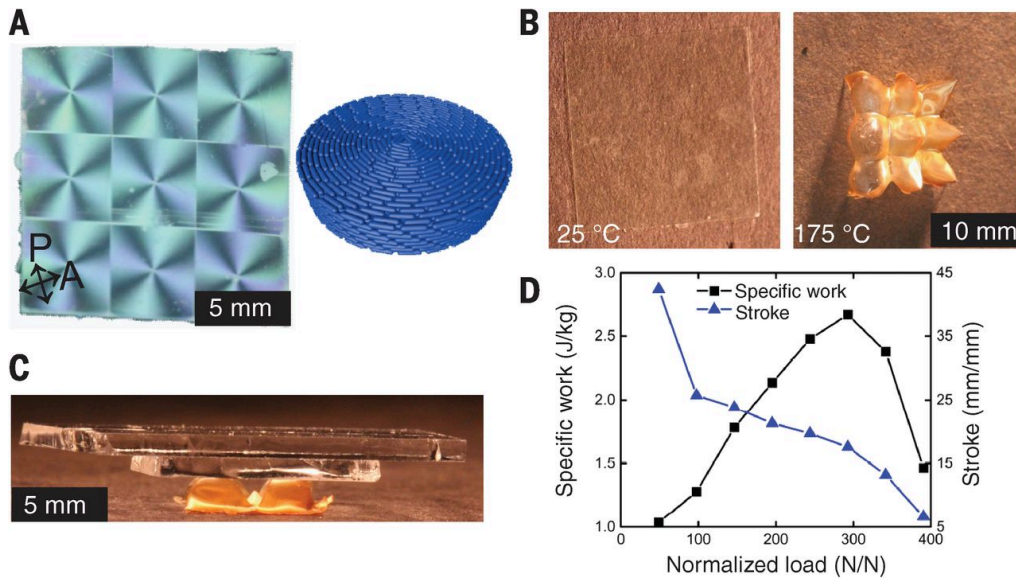 A
P
A
5 mm
B
25 °C
175 °C
10 mm
C
5 mm
D
Specific work (J/kg)
3.0
2.5
2.0
1.5
1.0
Specific work
Stroke
45
35
25
15
5
Stroke (mm/mm)
0
100
200
300
400
Normalized load (N/N)